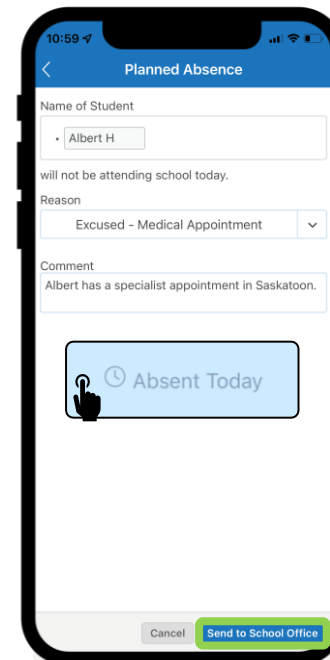 10:59
Planned Absence
Name of Student
• Albert H
will not be attending school today.
Reason
Excused - Medical Appointment
Comment
Albert has a specialist appointment in Saskatoon.
Absent Today
Cancel Send to School Office